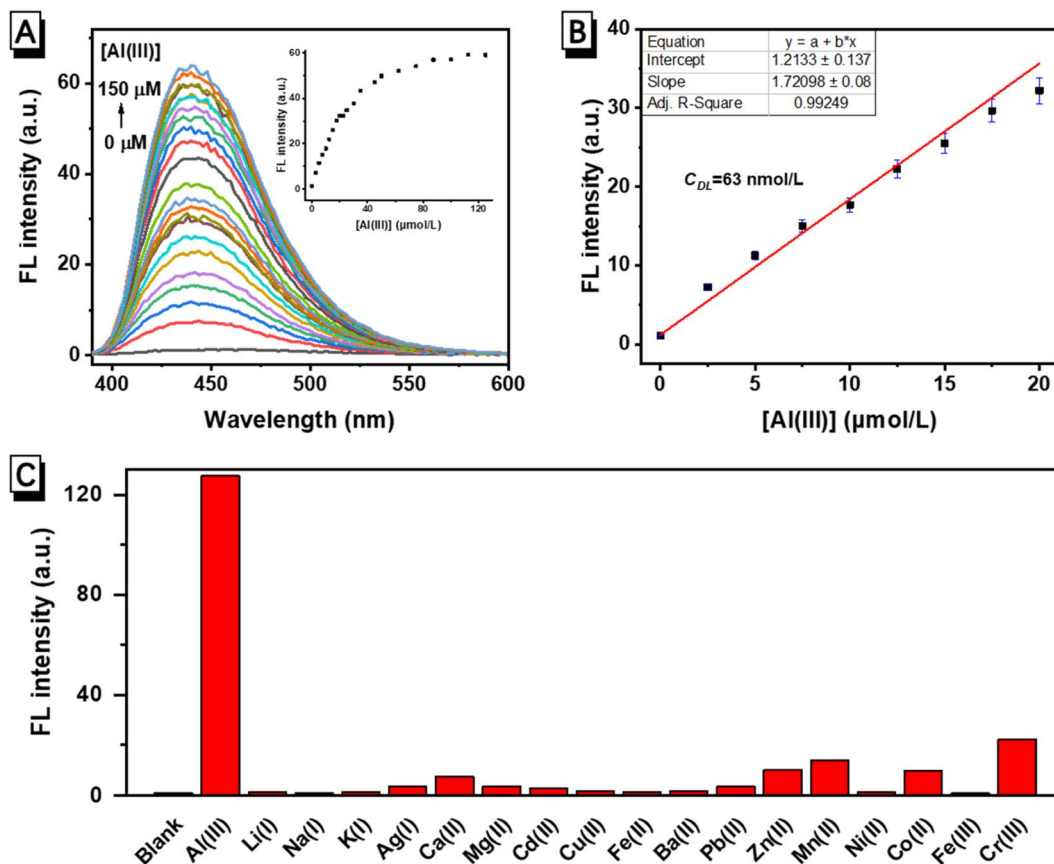 A
[Al(III)]
150 µM
0 µM
FL intensity (a.u.)
60
40
20
0
400
450
500
550
600
Wavelength (nm)
FL intensity (a.u.)
60
40
20
0
0
40
80
120
[Al(III)] (µmol/L)
B
Equation y = a + b*x
Intercept 1.2133 ± 0.137
Slope 1.72098 ± 0.08
Adj. R-Square 0.99249
C_DL=63 nmol/L
FL intensity (a.u.)
40
30
20
10
0
0
5
10
15
20
[Al(III)] (µmol/L)
C
FL intensity (a.u.)
120
80
40
0
Blank
Al(III)
Li(I)
Na(I)
K(I)
Ag(I)
Ca(II)
Mg(II)
Cd(II)
Cu(II)
Fe(II)
Ba(II)
Pb(II)
Zn(II)
Mn(II)
Ni(II)
Co(II)
Fe(III)
Cr(III)